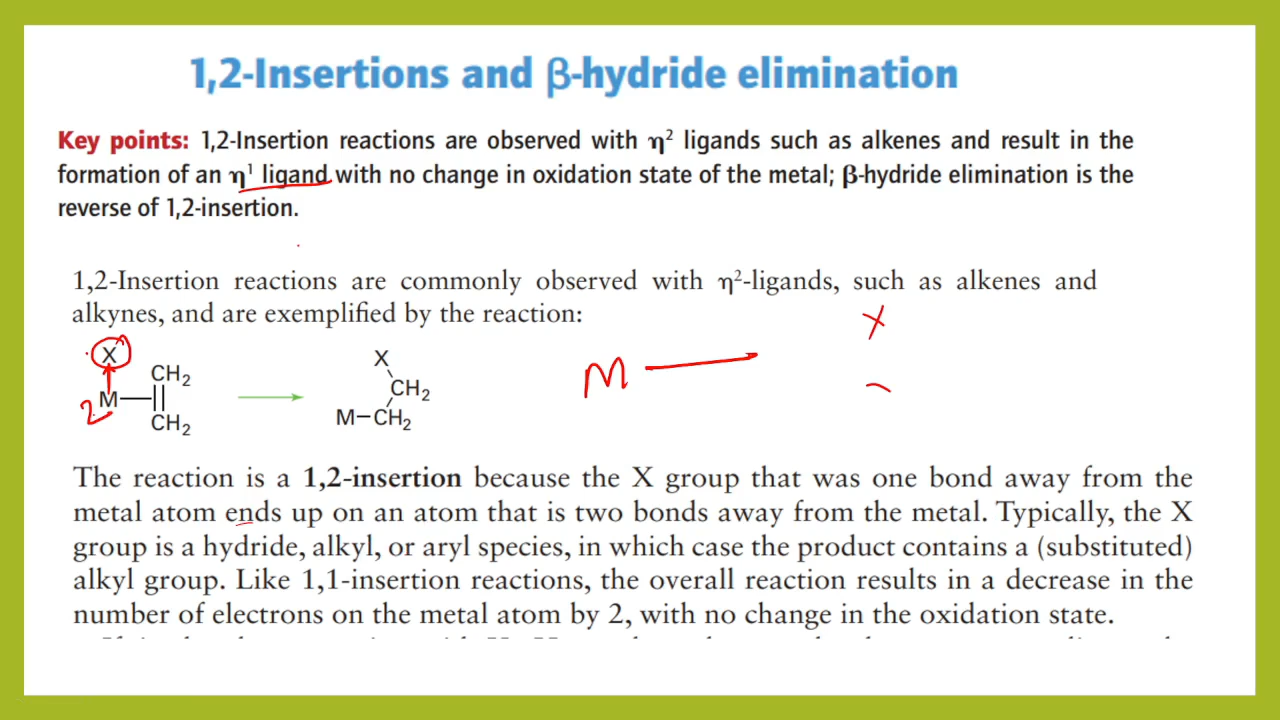 1,2-Insertions and β-hydride elimination
Key points: 1,2-Insertion reactions are observed with η² ligands such as alkenes and result in the
formation of an η¹ ligand with no change in oxidation state of the metal; β-hydride elimination is the
reverse of 1,2-insertion.
1,2-Insertion reactions are commonly observed with η²-ligands, such as alkenes and
alkynes, and are exemplified by the reaction:
X
X
X
CH₂
CH₂
M
M
2
CH₂
M–CH₂
The reaction is a 1,2-insertion because the X group that was one bond away from the
metal atom ends up on an atom that is two bonds away from the metal. Typically, the X
group is a hydride, alkyl, or aryl species, in which case the product contains a (substituted)
alkyl group. Like 1,1-insertion reactions, the overall reaction results in a decrease in the
number of electrons on the metal atom by 2, with no change in the oxidation state.